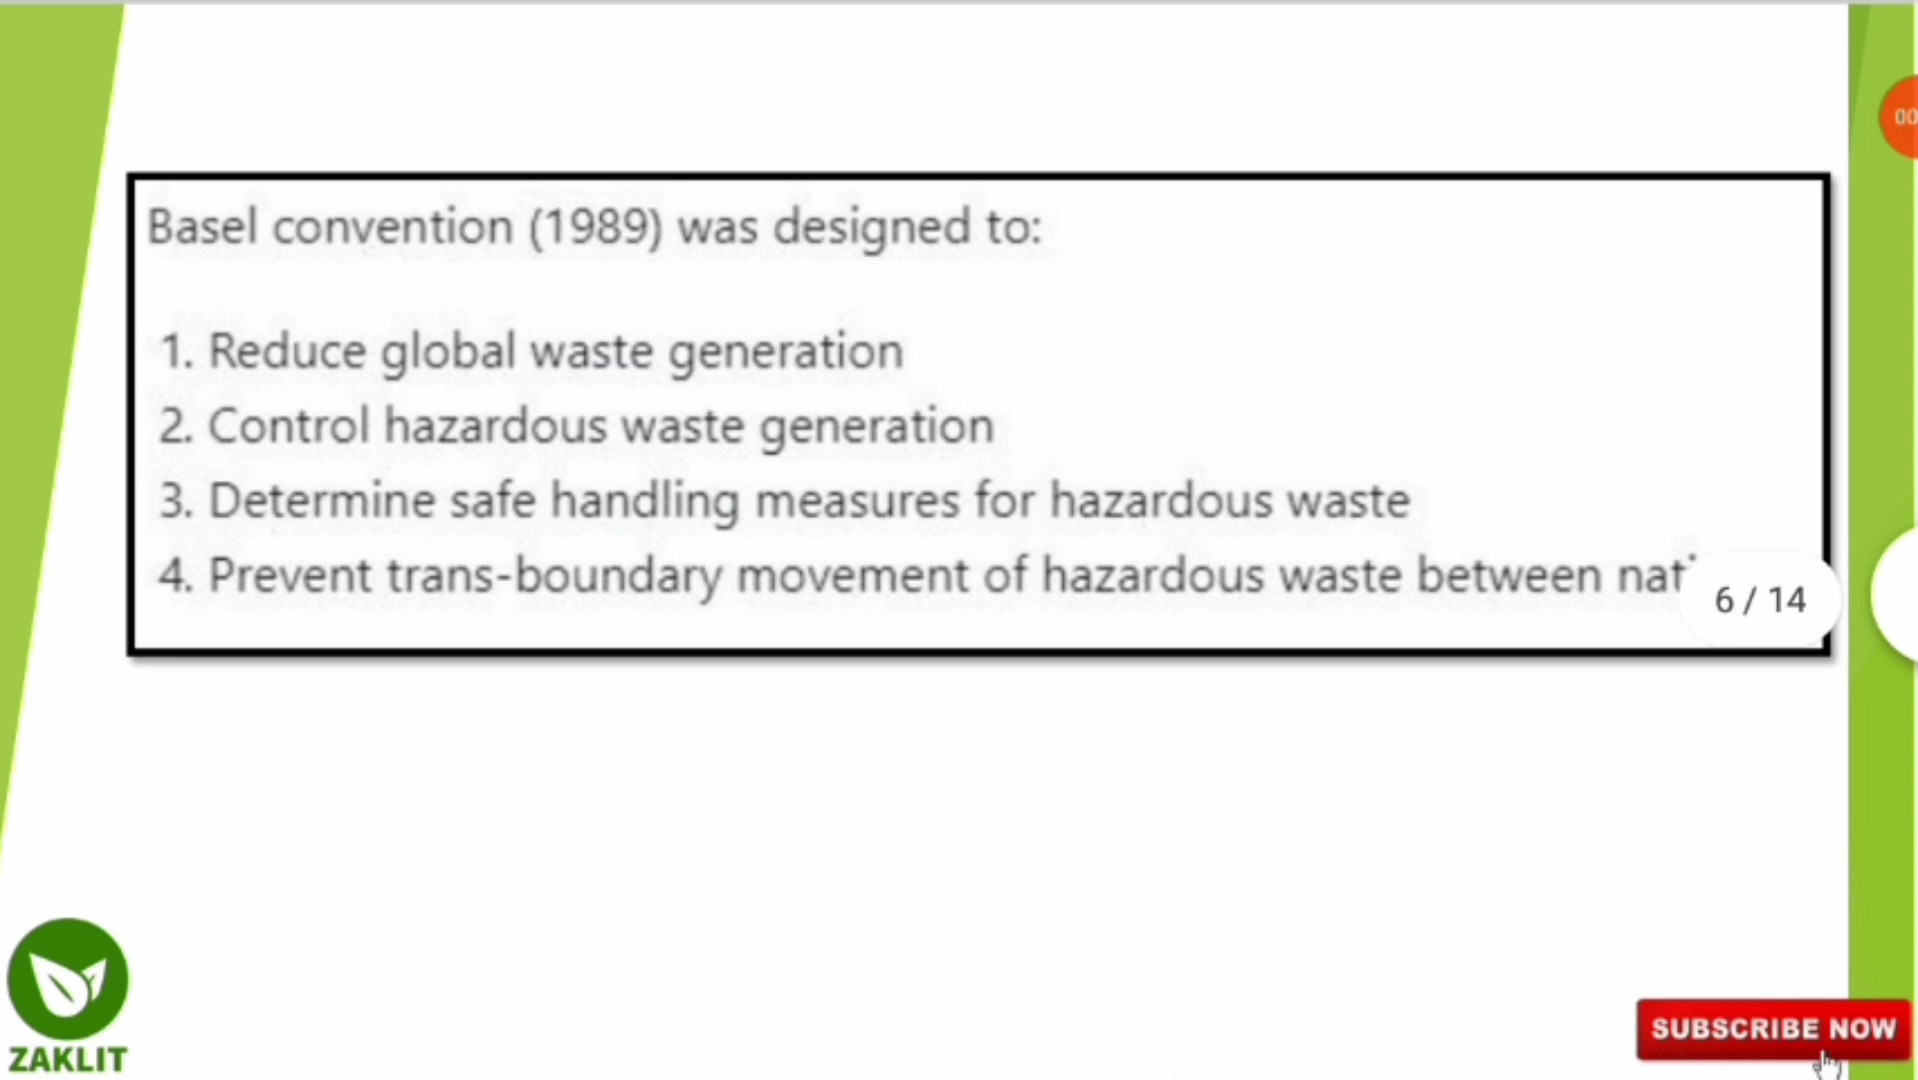 Basel convention (1989) was designed to:
1. Reduce global waste generation
2. Control hazardous waste generation
3. Determine safe handling measures for hazardous waste
4. Prevent trans-boundary movement of hazardous waste between
6 / 14
00
ZAKLIT
SUBSCRIBE NOW